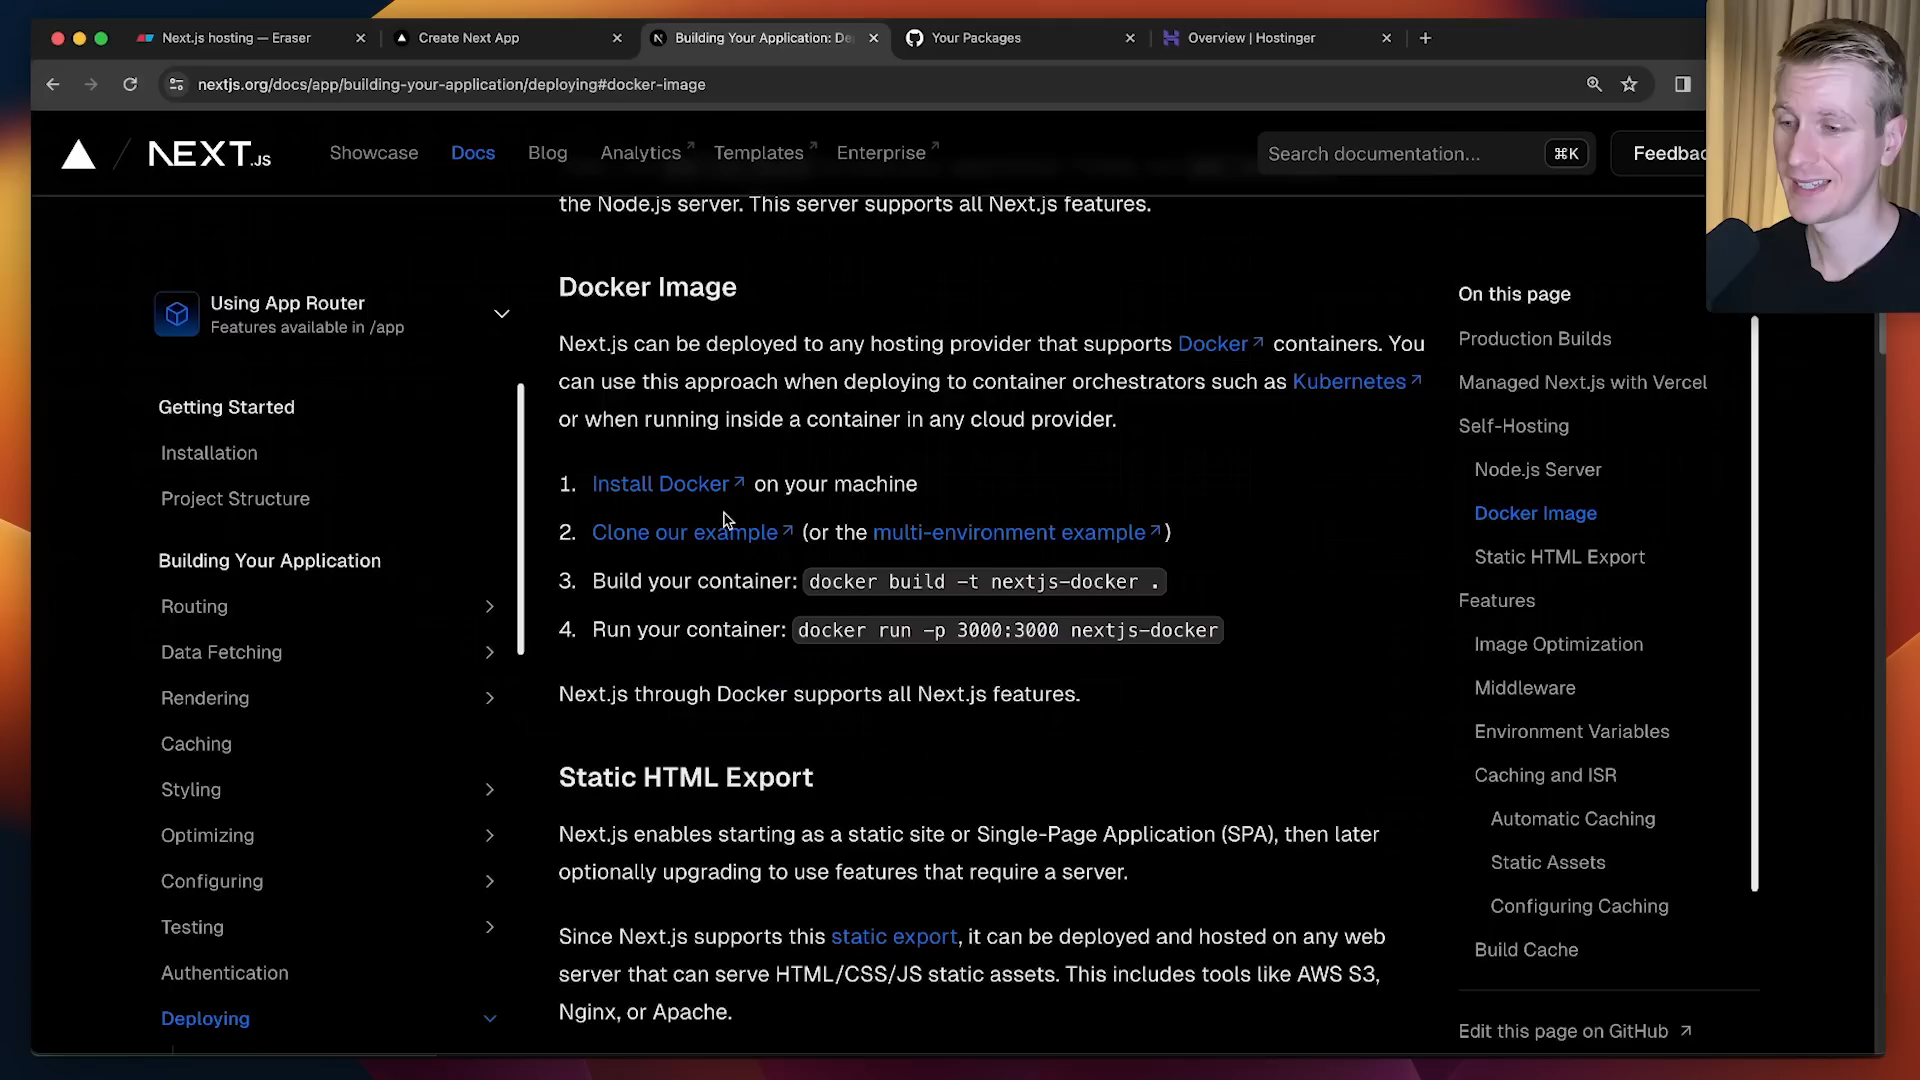 Next.js hosting — Eraser
Create Next App
Building Your Application: De
Your Packages
Overview | Hostinger
nextjs.org/docs/app/building-your-application/deploying#docker-image
NEXT.JS
Showcase
Docs
Blog
Analytics
Templates
Enterprise
Search documentation...
⌘K
Feedbac
the Node.js server. This server supports all Next.js features.
Using App Router
Features available in /app
Getting Started
Installation
Project Structure
Building Your Application
Routing
Data Fetching
Rendering
Caching
Styling
Optimizing
Configuring
Testing
Authentication
Deploying
Docker Image
Next.js can be deployed to any hosting provider that supports Docker containers. You
can use this approach when deploying to container orchestrators such as Kubernetes
or when running inside a container in any cloud provider.
1. Install Docker on your machine
2. Clone our example (or the multi-environment example)
3. Build your container: docker build -t nextjs-docker .
4. Run your container: docker run -p 3000:3000 nextjs-docker
Next.js through Docker supports all Next.js features.
Static HTML Export
Next.js enables starting as a static site or Single-Page Application (SPA), then later
optionally upgrading to use features that require a server.
Since Next.js supports this static export, it can be deployed and hosted on any web
server that can serve HTML/CSS/JS static assets. This includes tools like AWS S3,
Nginx, or Apache.
On this page
Production Builds
Managed Next.js with Vercel
Self-Hosting
Node.js Server
Docker Image
Static HTML Export
Features
Image Optimization
Middleware
Environment Variables
Caching and ISR
Automatic Caching
Static Assets
Configuring Caching
Build Cache
Edit this page on GitHub